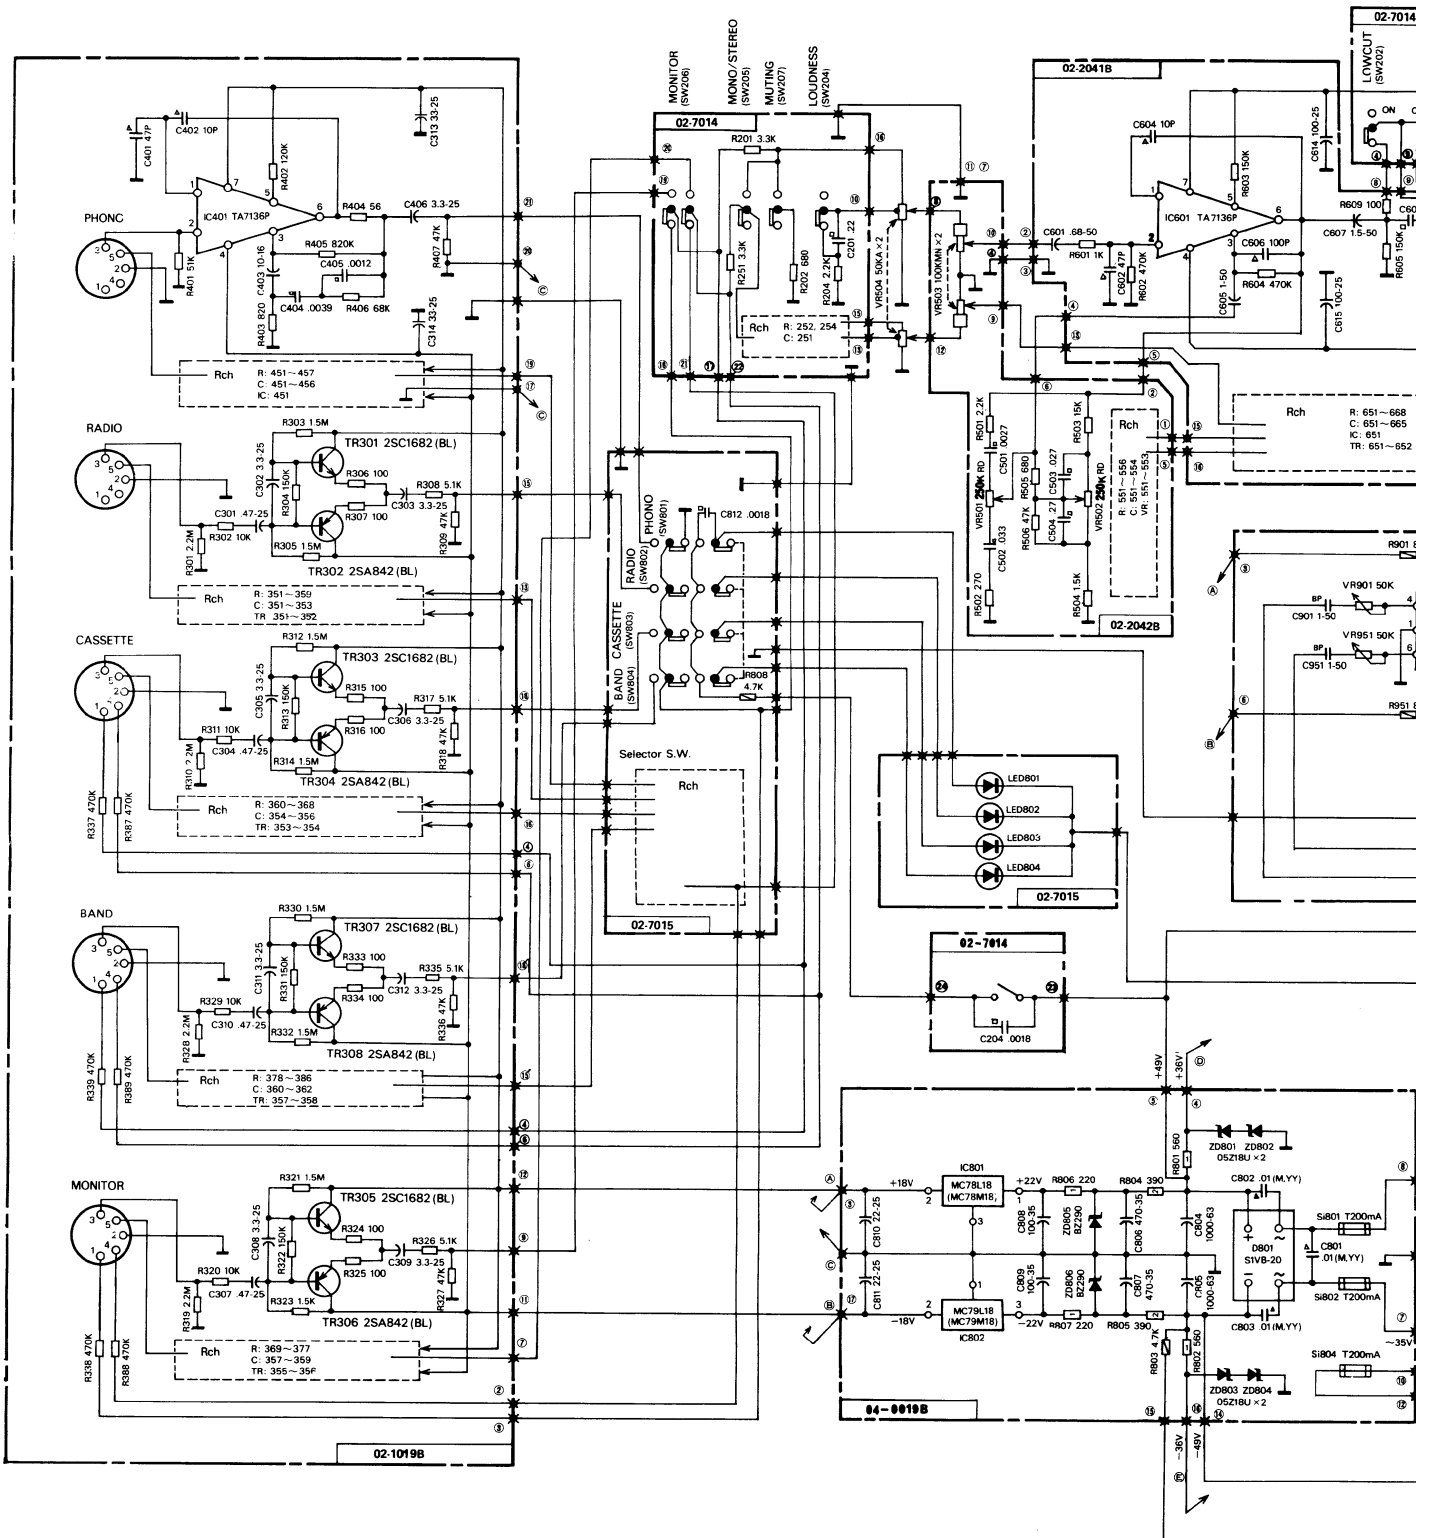 02-7014
LOWCUT
(SW202)
ON
MONITOR
(SW206)
MONO/STEREO
(SW205)
MUTING
(SW207)
LOUDNESS
(SW204)
02-7014
R201 3.3K
R251 3.3K
R202 680
C201 .22
R204 2.2K
Rch
R: 252, 254
C: 251
VR504 50KA×2
VR503 100KMN×2
02-2041B
C604 10P
R603 150K
C614 100-25
IC601 TA7136P
C601 .68-50
R601 1K
C602 47P
R602 470K
C606 100P
R604 470K
C605 1-50
C615 100-25
R609 100
C607 1.5-50
R605 150K
Rch
R: 651~668
C: 651~665
IC: 651
TR: 651~652
R501 2.2K
C501 .0027
VR501 250K RD
C502 .033
R502 270
R505 680
R506 47K
C503 .027
C504 .27
R503 15K
VR502 250K RD
R504 1.5K
Rch
R: 551~556
C: 551~554
VR: 551~553
02-2042B
PHONO
C401 47P
C402 10P
R402 120K
C313 33-25
IC401 TA7136P
R404 56
C406 3.3-25
R407 47K
R401 51K
C403 10-16
R405 820K
C405 .0012
C404 .0039
R406 68K
R403 820
C314 33-25
Rch
R: 451~457
C: 451~456
IC: 451
RADIO
R303 1.5M
TR301 2SC1682(BL)
C302 3.3-25
R304 150K
R306 100
R307 100
R308 5.1K
C303 3.3-25
R309 47K
C301 .47-25
R302 10K
R301 2.2M
R305 1.5M
TR302 2SA842(BL)
Rch
R: 351~359
C: 351~353
TR 351~352
CASSETTE
R312 1.5M
TR303 2SC1682(BL)
C305 3.3-25
R313 150K
R315 100
R316 100
R317 5.1K
C306 3.3-25
R318 47K
R311 10K
C304 .47-25
R310 2.2M
R314 1.5M
TR304 2SA842(BL)
R337 470K
R387 470K
Rch
R: 360~368
C: 354~356
TR: 353~354
BAND
R330 1.5M
TR307 2SC1682(BL)
C311 3.3-25
R331 150K
R333 100
R334 100
R335 5.1K
C312 3.3-25
R336 47K
R329 10K
C310 .47-25
R328 2.2M
R332 1.5M
TR308 2SA842(BL)
R339 470K
R389 470K
Rch
R: 378~386
C: 360~362
TR: 357~358
MONITOR
R321 1.5M
TR305 2SC1682(BL)
C308 3.3-25
R322 150K
R324 100
R325 100
R326 5.1K
C309 3.3-25
R327 47K
R320 10K
C307 .47-25
R319 2.2M
R323 1.5K
TR306 2SA842(BL)
R338 470K
R388 470K
Rch
R: 369~377
C: 357~359
TR: 355~356
02-1019B
PHONO
(SW801)
RADIO
(SW802)
CASSETTE
(SW803)
BAND
(SW804)
C812 .0018
R808
4.7K
Selector S.W.
Rch
02-7015
LED801
LED802
LED803
LED804
02-7015
R901
VR901 50K
BP
C901 1-50
VR951 50K
BP
C951 1-50
R951
02-7014
C204 .0018
+49V
+36V
ZD801 ZD802
05Z18U×2
R801 560
IC801
MC78L18
(MC78M18)
+18V
+22V
R806 220
R804 390
C802 .01(M.YY)
C810 22-25
C808
100-35
ZD805
BZ290
C806 470-35
C804
1000-63
D801
S1VB-20
Si801 T200mA
C801
.01(M.YY)
C811 22-25
C809
100-35
ZD806
BZ290
C807
470-35
C805
1000-63
Si802 T200mA
MC79L18
(MC79M18)
IC802
-18V
-22V
R807 220
R805 390
C803 .01(M.YY)
~35V
R803 4.7K
R802 560
Si804 T200mA
ZD803 ZD804
05Z18U×2
04-0019B
-36V
-49V